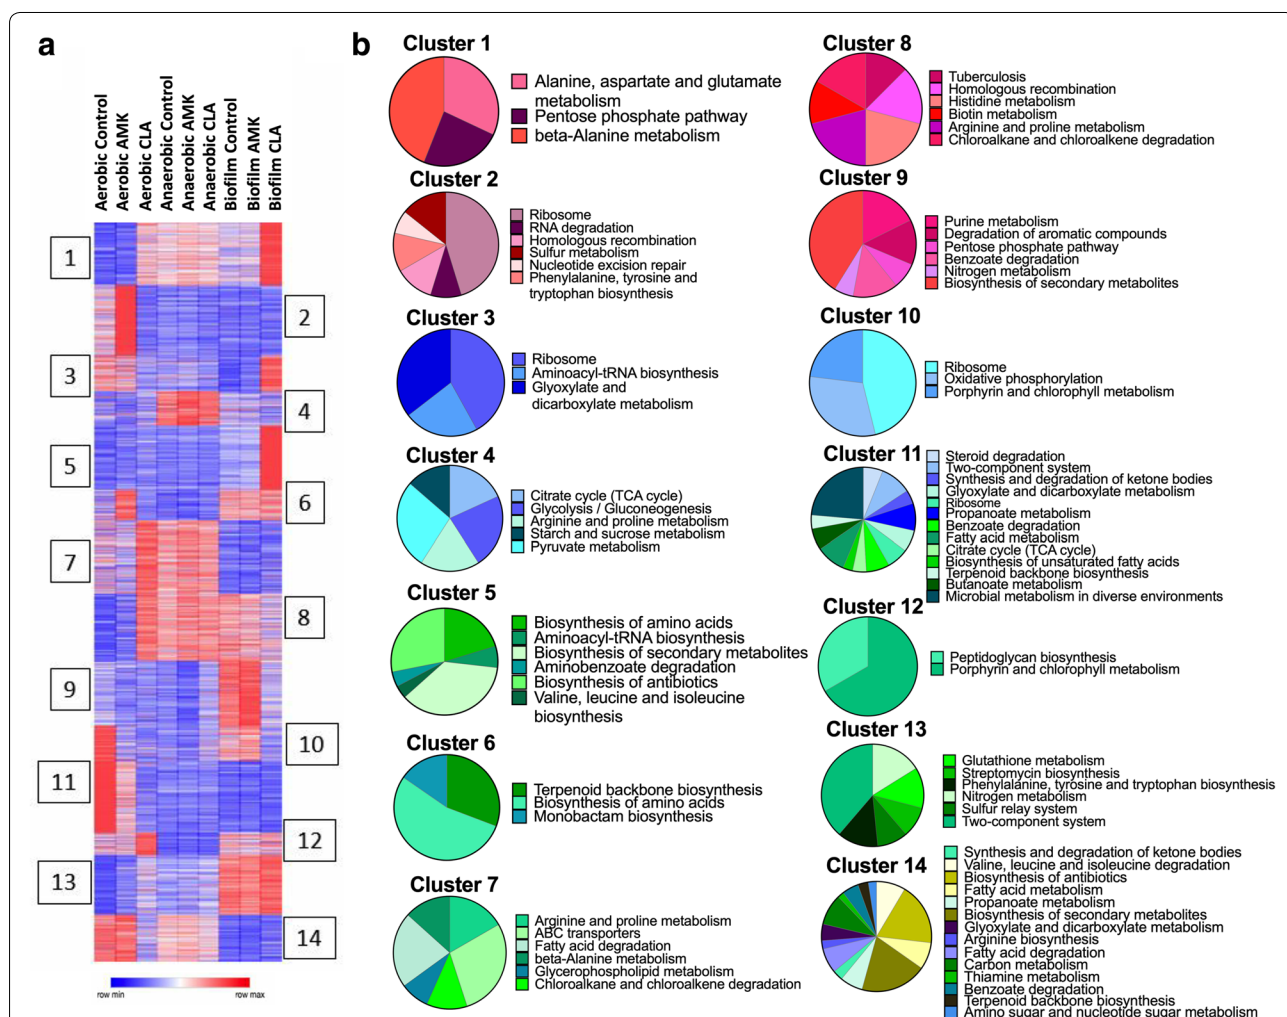 a
b
Aerobic Control
Aerobic AMK
Aerobic CLA
Anaerobic Control
Anaerobic AMK
Anaerobic CLA
Biofilm Control
Biofilm AMK
Biofilm CLA
1
2
3
4
5
6
7
8
9
10
11
12
13
14
row min
row max
Cluster 1
Alanine, aspartate and glutamate
metabolism
Pentose phosphate pathway
beta-Alanine metabolism
Cluster 2
Ribosome
RNA degradation
Homologous recombination
Sulfur metabolism
Nucleotide excision repair
Phenylalanine, tyrosine and
tryptophan biosynthesis
Cluster 3
Ribosome
Aminoacyl-tRNA biosynthesis
Glyoxylate and
dicarboxylate metabolism
Cluster 4
Citrate cycle (TCA cycle)
Glycolysis / Gluconeogenesis
Arginine and proline metabolism
Starch and sucrose metabolism
Pyruvate metabolism
Cluster 5
Biosynthesis of amino acids
Aminoacyl-tRNA biosynthesis
Biosynthesis of secondary metabolites
Aminobenzoate degradation
Biosynthesis of antibiotics
Valine, leucine and isoleucine
biosynthesis
Cluster 6
Terpenoid backbone biosynthesis
Biosynthesis of amino acids
Monobactam biosynthesis
Cluster 7
Arginine and proline metabolism
ABC transporters
Fatty acid degradation
beta-Alanine metabolism
Glycerophospholipid metabolism
Chloroalkane and chloroalkene degradation
Cluster 8
Tuberculosis
Homologous recombination
Histidine metabolism
Biotin metabolism
Arginine and proline metabolism
Chloroalkane and chloroalkene degradation
Cluster 9
Purine metabolism
Degradation of aromatic compounds
Pentose phosphate pathway
Benzoate degradation
Nitrogen metabolism
Biosynthesis of secondary metabolites
Cluster 10
Ribosome
Oxidative phosphorylation
Porphyrin and chlorophyll metabolism
Cluster 11
Steroid degradation
Two-component system
Synthesis and degradation of ketone bodies
Glyoxylate and dicarboxylate metabolism
Ribosome
Propanoate metabolism
Benzoate degradation
Fatty acid metabolism
Citrate cycle (TCA cycle)
Biosynthesis of unsaturated fatty acids
Terpenoid backbone biosynthesis
Butanoate metabolism
Microbial metabolism in diverse environments
Cluster 12
Peptidoglycan biosynthesis
Porphyrin and chlorophyll metabolism
Cluster 13
Glutathione metabolism
Streptomycin biosynthesis
Phenylalanine, tyrosine and tryptophan biosynthesis
Nitrogen metabolism
Sulfur relay system
Two-component system
Cluster 14
Synthesis and degradation of ketone bodies
Valine, leucine and isoleucine degradation
Biosynthesis of antibiotics
Fatty acid metabolism
Propanoate metabolism
Biosynthesis of secondary metabolites
Glyoxylate and dicarboxylate metabolism
Arginine biosynthesis
Fatty acid degradation
Carbon metabolism
Thiamine metabolism
Benzoate degradation
Terpenoid backbone biosynthesis
Amino sugar and nucleotide sugar metabolism